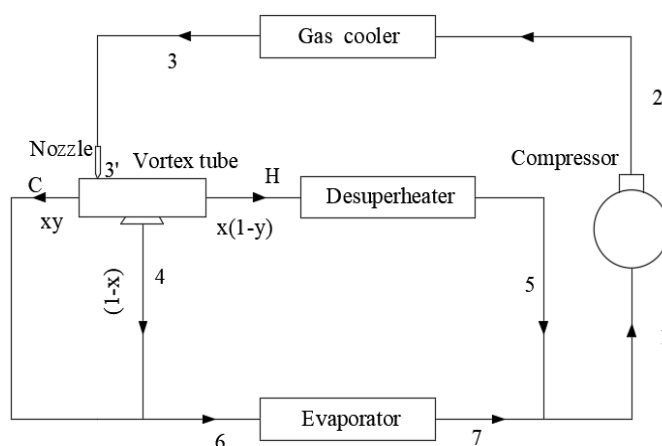 Gas cooler
3
2
Nozzle
3'
Vortex tube
Compressor
C
H
Desuperheater
xy
x(1-y)
(1-x)
4
5
Evaporator
6
7